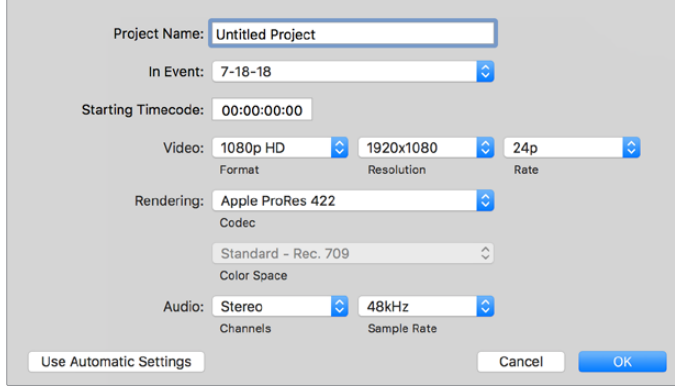 Project Name: Untitled Project
In Event: 7-18-18
Starting Timecode: 00:00:00:00
Video: 1080p HD 1920x1080 24p
Format Resolution Rate
Rendering: Apple ProRes 422
Codec
Standard - Rec. 709
Color Space
Audio: Stereo 48kHz
Channels Sample Rate
Use Automatic Settings Cancel OK